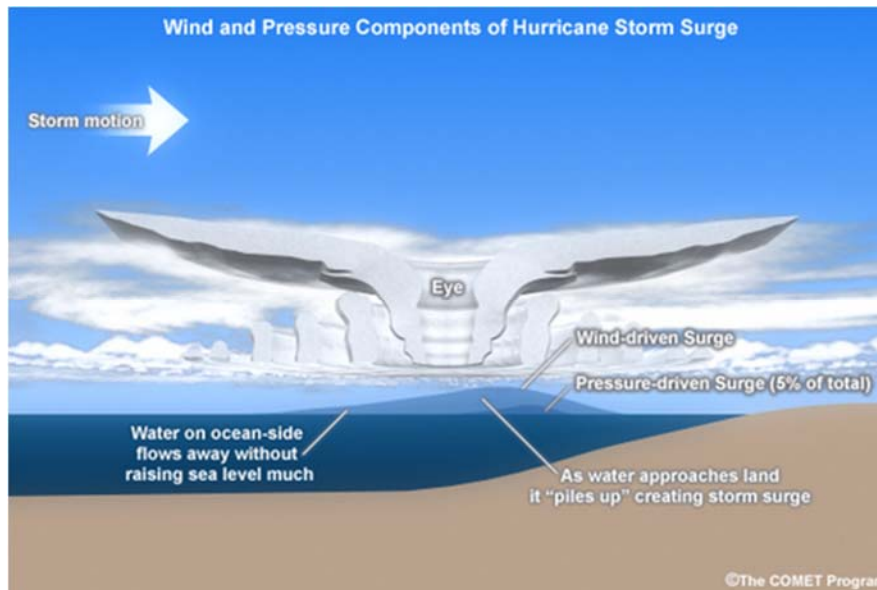 Wind and Pressure Components of Hurricane Storm Surge
Storm motion
Eye
Wind-driven Surge
Pressure-driven Surge (5% of total)
Water on ocean-side
flows away without
raising sea level much
As water approaches land
it “piles up” creating storm surge
©The COMET Program